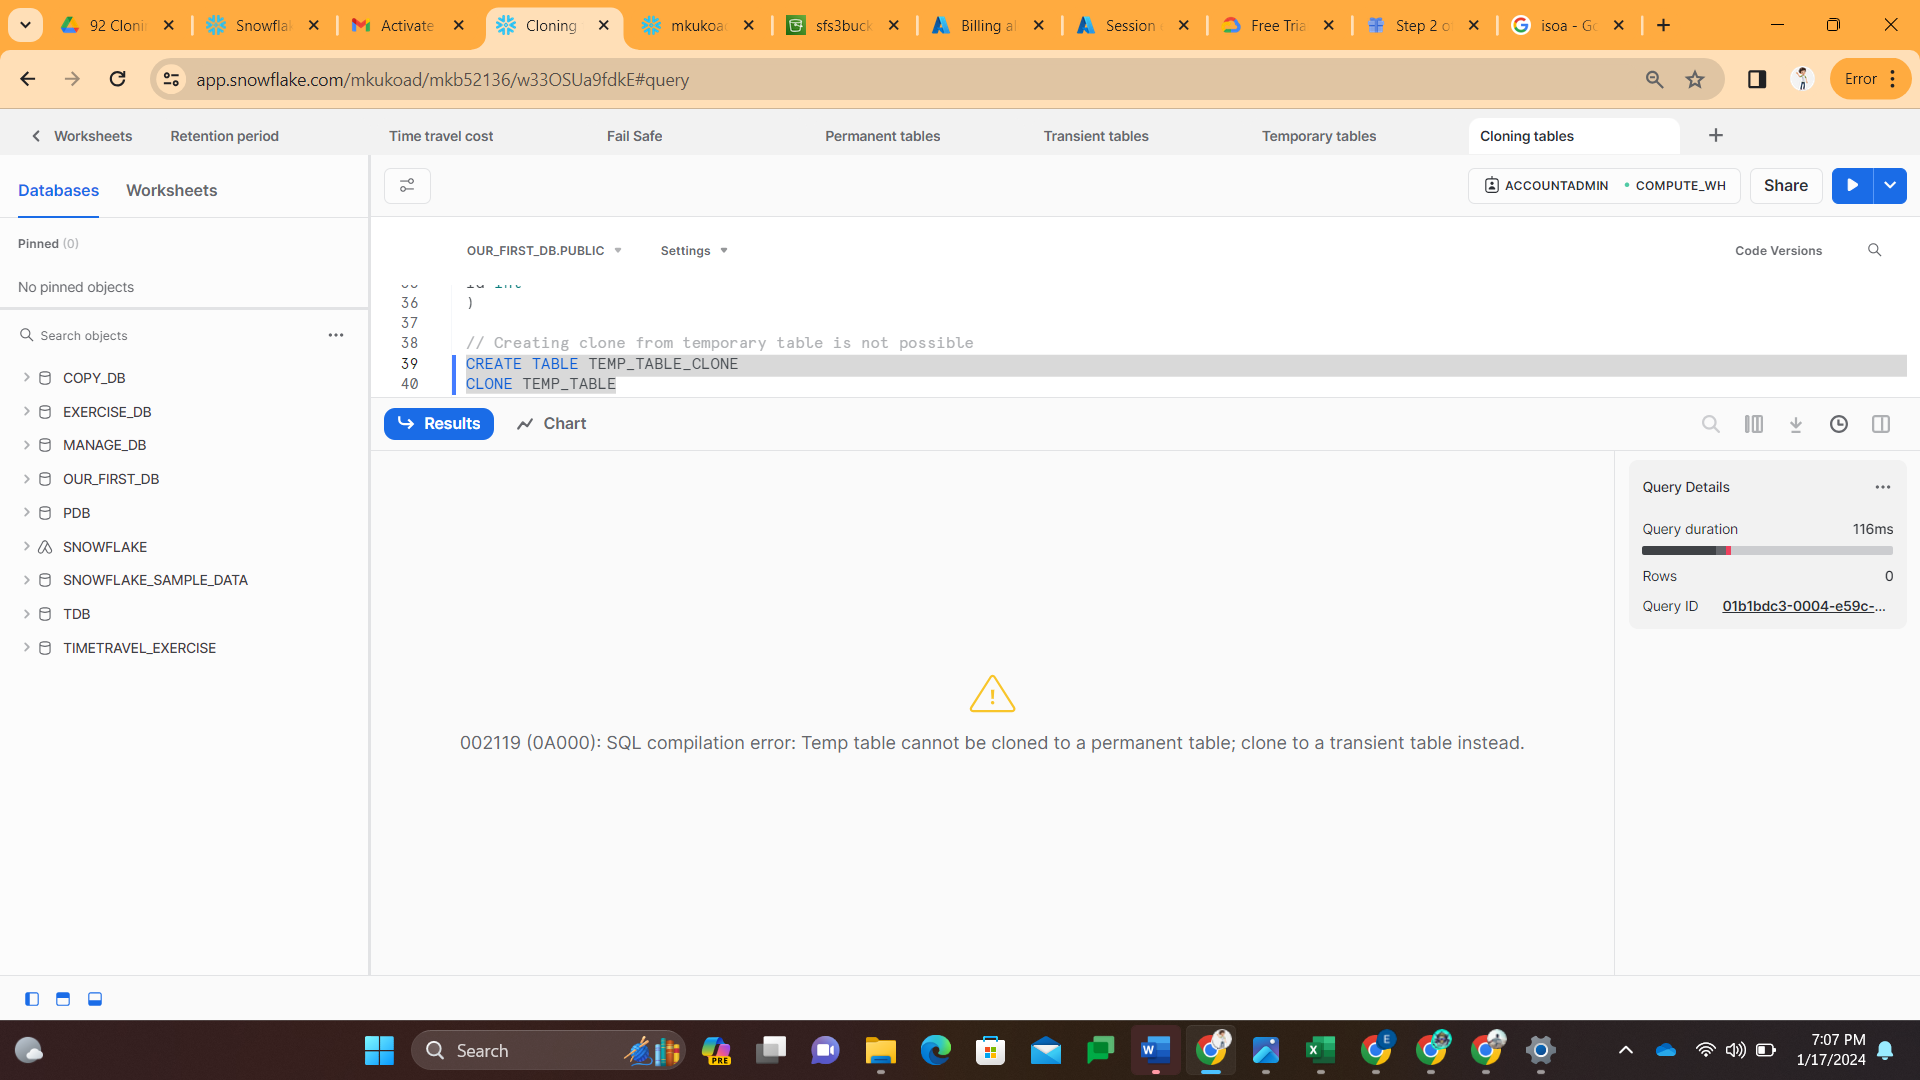 92 Cloni
Snowflak
Activate
Cloning
mkukoad
sfs3buck
Billing al
Session
Free Tria
Step 2 o
isoa - Go
app.snowflake.com/mkukoad/mkb52136/w33OSUa9fdkE#query
Error
Worksheets
Retention period
Time travel cost
Fail Safe
Permanent tables
Transient tables
Temporary tables
Cloning tables
Databases
Worksheets
ACCOUNTADMIN
COMPUTE_WH
Share
Pinned (0)
No pinned objects
OUR_FIRST_DB.PUBLIC
Settings
Code Versions
Search objects
COPY_DB
EXERCISE_DB
MANAGE_DB
OUR_FIRST_DB
PDB
SNOWFLAKE
SNOWFLAKE_SAMPLE_DATA
TDB
TIMETRAVEL_EXERCISE
36 )
37
38 // Creating clone from temporary table is not possible
39 CREATE TABLE TEMP_TABLE_CLONE
40 CLONE TEMP_TABLE
Results
Chart
002119 (0A000): SQL compilation error: Temp table cannot be cloned to a permanent table; clone to a transient table instead.
Query Details
Query duration 116ms
Rows 0
Query ID 01b1bdc3-0004-e59c-...
Search
PRE
E
7:07 PM
1/17/2024